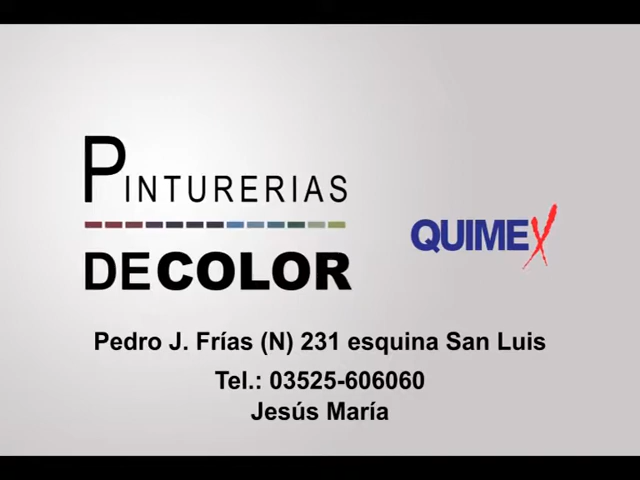 PINTURERIAS
DECOLOR
QUIMEX
Pedro J. Frías (N) 231 esquina San Luis
Tel.: 03525-606060
Jesús María